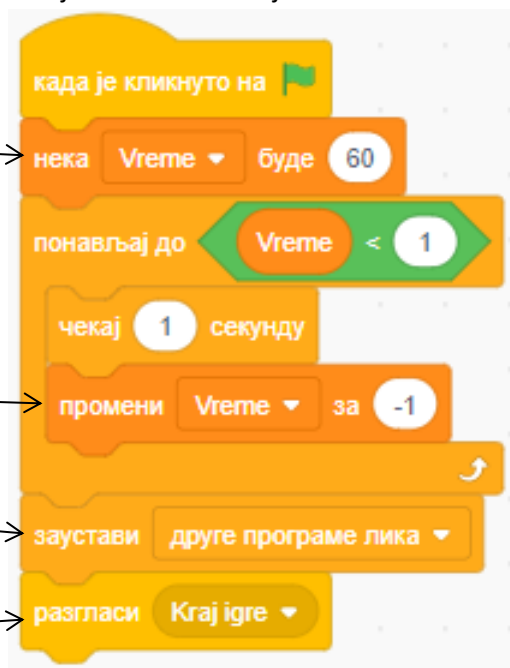 када је кликнуто на
нека Vreme буде 60
понављај до Vreme < 1
чекај 1 секунду
промени Vreme за -1
заустави друге програме лика
разгласи Kraj igre